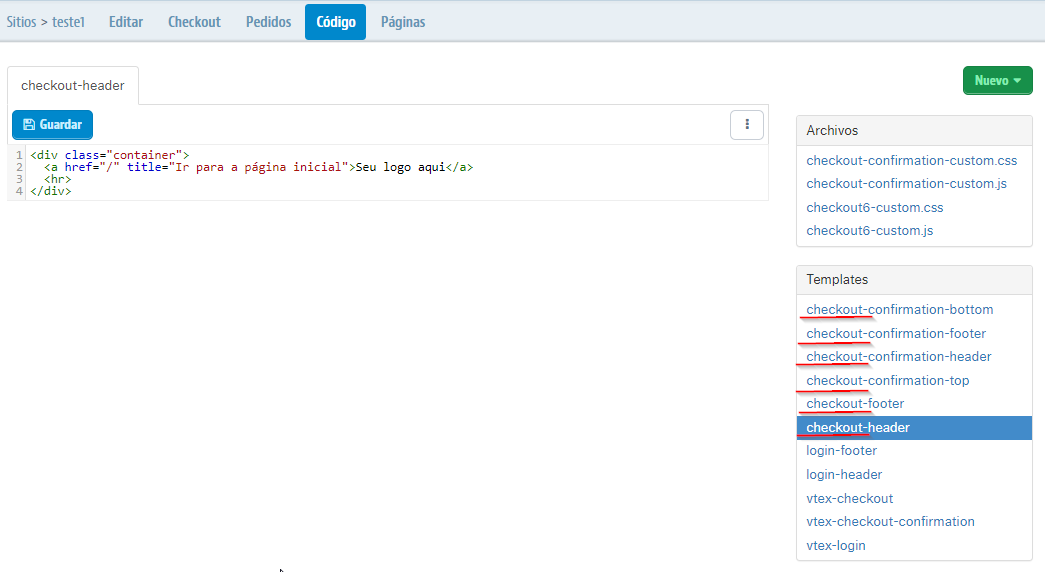 Sitios > teste1 Editar Checkout Pedidos Código Páginas
checkout-header
Guardar
1 <div class="container">
2 <a href="/" title="Ir para a página inicial">Seu logo aqui</a>
3 <hr>
4 </div>
Nuevo
Archivos
checkout-confirmation-custom.css
checkout-confirmation-custom.js
checkout6-custom.css
checkout6-custom.js
Templates
checkout-confirmation-bottom
checkout-confirmation-footer
checkout-confirmation-header
checkout-confirmation-top
checkout-footer
checkout-header
login-footer
login-header
vtex-checkout
vtex-checkout-confirmation
vtex-login